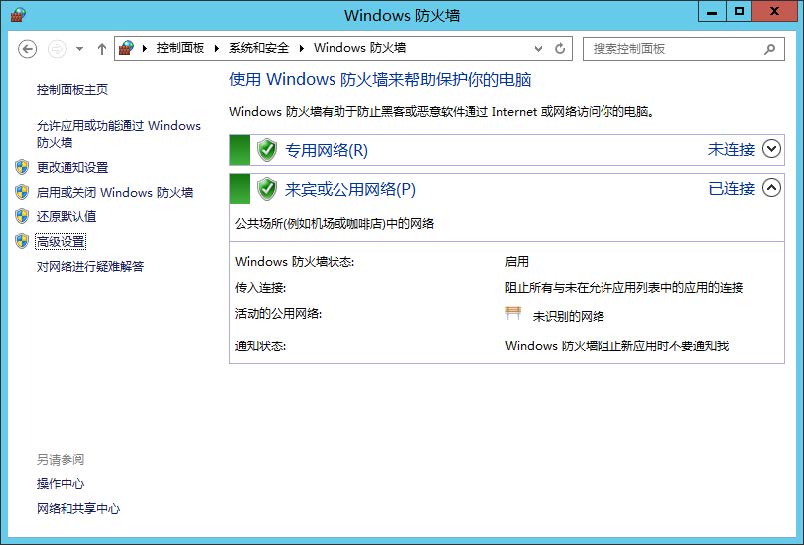 Windows 防火墙
控制面板 系统和安全 Windows 防火墙
搜索控制面板
控制面板主页
允许应用或功能通过 Windows
防火墙
更改通知设置
启用或关闭 Windows 防火墙
还原默认值
高级设置
对网络进行疑难解答
另请参阅
操作中心
网络和共享中心
使用 Windows 防火墙来帮助保护你的电脑
Windows 防火墙有助于防止黑客或恶意软件通过 Internet 或网络访问你的电脑。
专用网络(R) 未连接
来宾或公用网络(P) 已连接
公共场所(例如机场或咖啡店)中的网络
Windows 防火墙状态: 启用
传入连接: 阻止所有与未在允许应用列表中的应用的连接
活动的公用网络: 未识别的网络
通知状态: Windows 防火墙阻止新应用时不要通知我